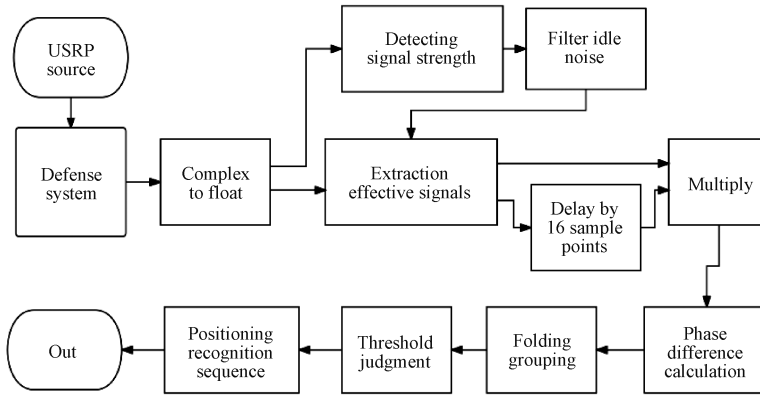 USRP
source
Detecting
signal strength
Filter idle
noise
Defense
system
Complex
to float
Extraction
effective signals
Delay by
16 sample
points
Multiply
Out
Positioning
recognition
sequence
Threshold
judgment
Folding
grouping
Phase
difference
calculation